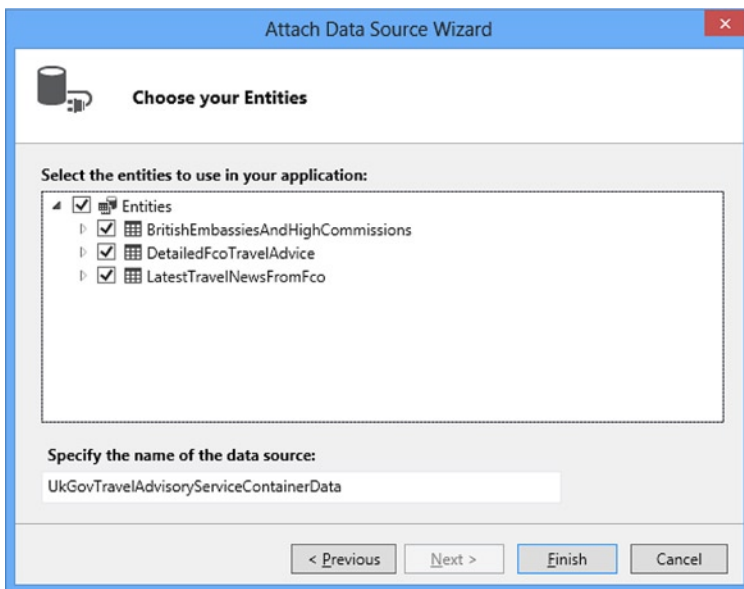 Attach Data Source Wizard
Choose your Entities
Select the entities to use in your application:
Entities
BritishEmbassiesAndHighCommissions
DetailedFcoTravelAdvice
LatestTravelNewsFromFco
Specify the name of the data source:
UkGovTravelAdvisoryServiceContainerData
< Previous Next > Finish Cancel